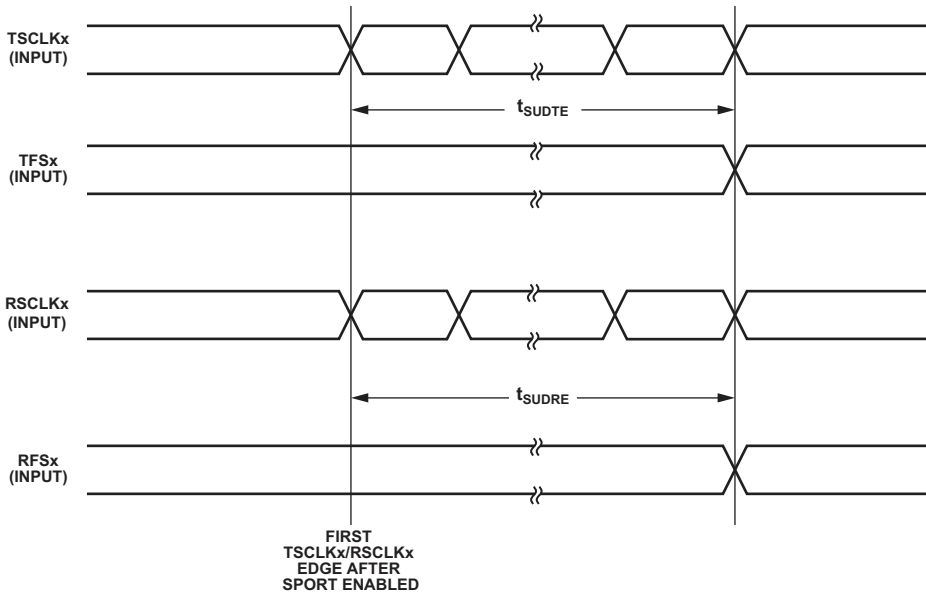 TSCLKx
(INPUT)
tSUDTE
TFSx
(INPUT)
RSCLKx
(INPUT)
tSUDRE
RFSx
(INPUT)
FIRST
TSCLKx/RSCLKx
EDGE AFTER
SPORT ENABLED